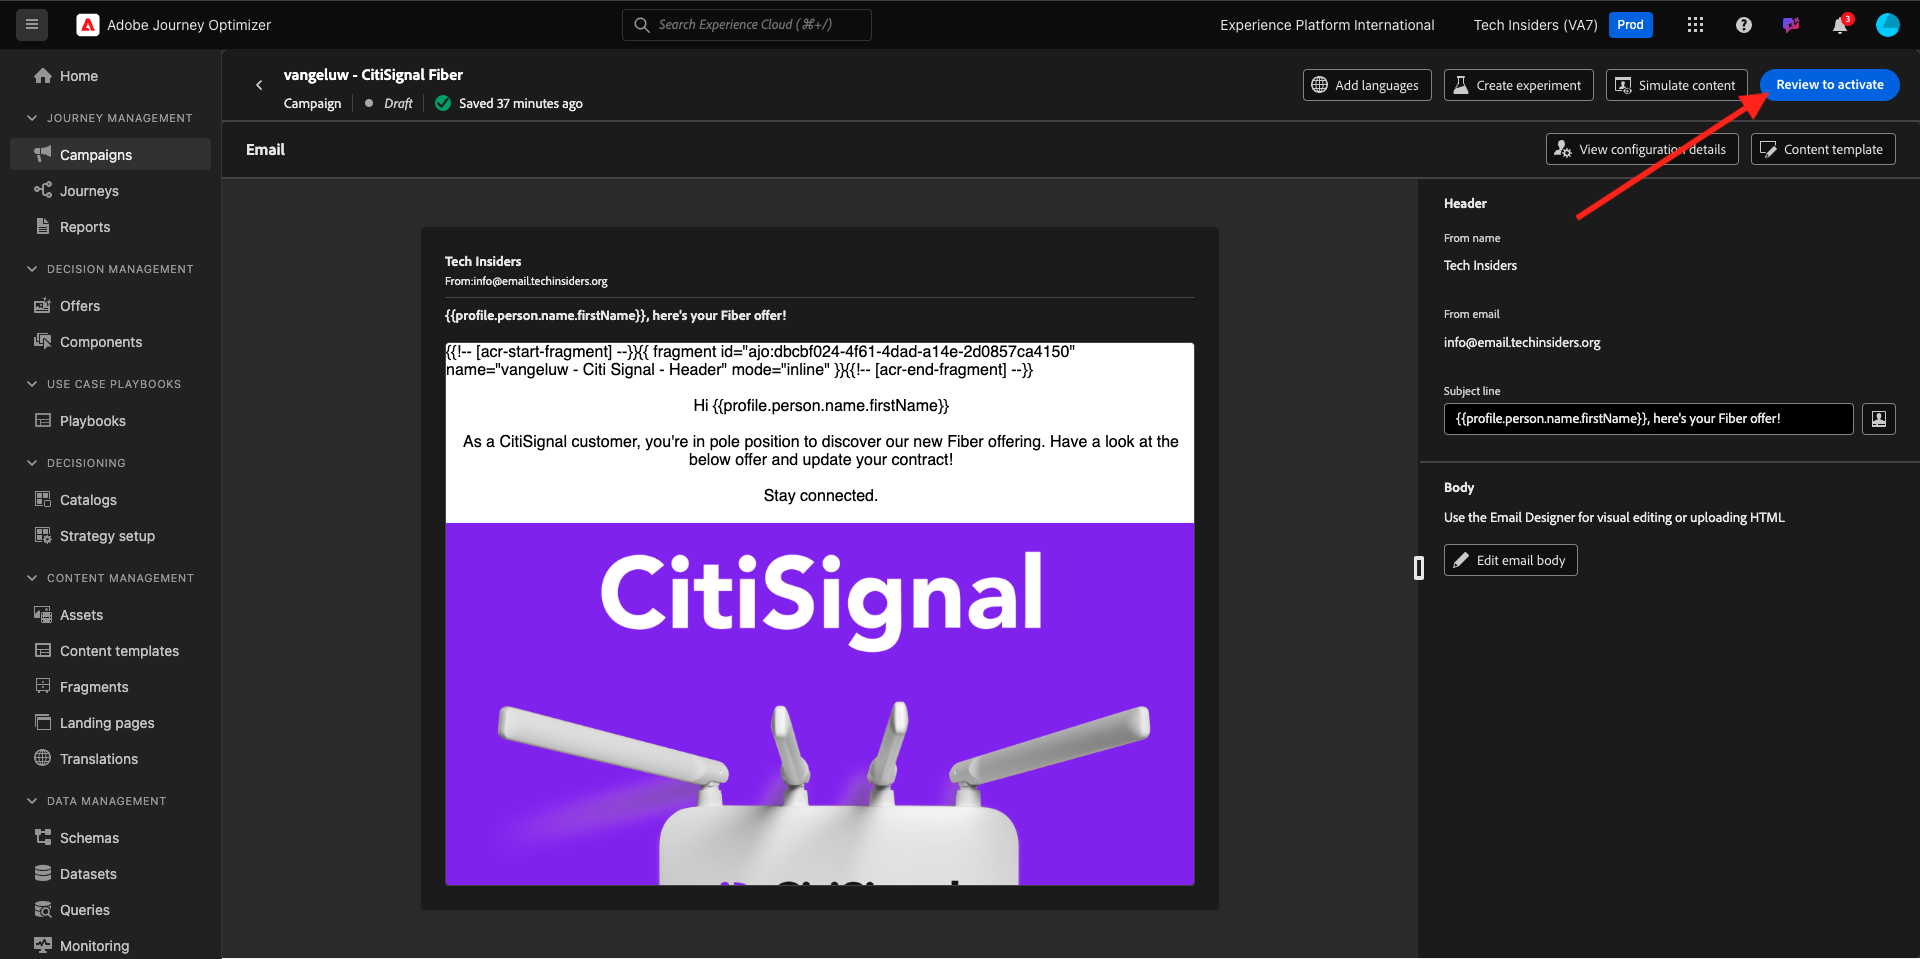 Adobe Journey Optimizer
Search Experience Cloud (⌘+/)
Experience Platform International
Tech Insiders (VA7)
Prod
3
Home
JOURNEY MANAGEMENT
Campaigns
Journeys
Reports
DECISION MANAGEMENT
Offers
Components
USE CASE PLAYBOOKS
Playbooks
DECISIONING
Catalogs
Strategy setup
CONTENT MANAGEMENT
Assets
Content templates
Fragments
Landing pages
Translations
DATA MANAGEMENT
Schemas
Datasets
Queries
Monitoring
vangeluw - CitiSignal Fiber
Campaign
Draft
Saved 37 minutes ago
Add languages
Create experiment
Simulate content
Review to activate
Email
View configuration details
Content template
Tech Insiders
From:info@email.techinsiders.org
{{profile.person.name.firstName}}, here's your Fiber offer!
{{!-- [acr-start-fragment] --}}{{ fragment id="ajo:dbcbf024-4f61-4dad-a14e-2d0857ca4150"
name="vangeluw - Citi Signal - Header" mode="inline" }}{{!-- [acr-end-fragment] --}}
Hi {{profile.person.name.firstName}}
As a CitiSignal customer, you're in pole position to discover our new Fiber offering. Have a look at the
below offer and update your contract!
Stay connected.
CitiSignal
Header
From name
Tech Insiders
From email
info@email.techinsiders.org
Subject line
{{profile.person.name.firstName}}, here's your Fiber offer!
Body
Use the Email Designer for visual editing or uploading HTML
Edit email body